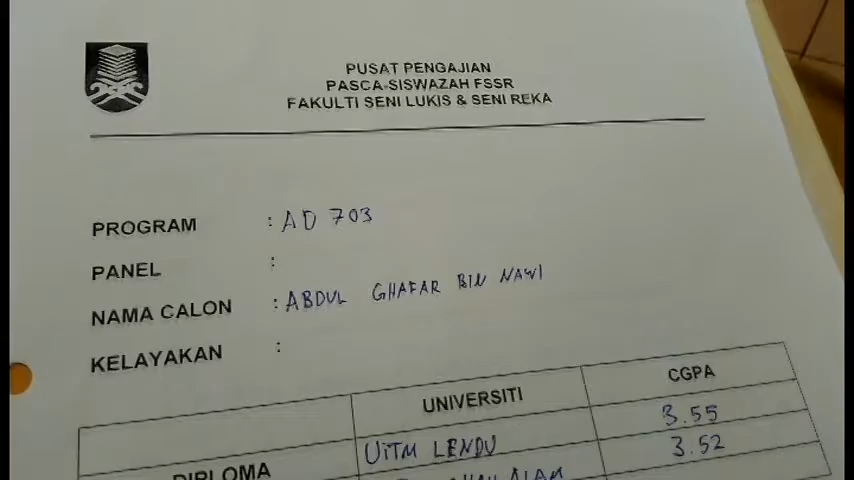 PUSAT PENGAJIAN
PASCA-SISWAZAH FSSR
FAKULTI SENI LUKIS & SENI REKA
PROGRAM : AD 703
PANEL :
NAMA CALON : ABDUL GHAFAR BIN NAWI
KELAYAKAN :
UNIVERSITI CGPA
DIPLOMA UiTM LENDU 3.55
ALAM 3.52